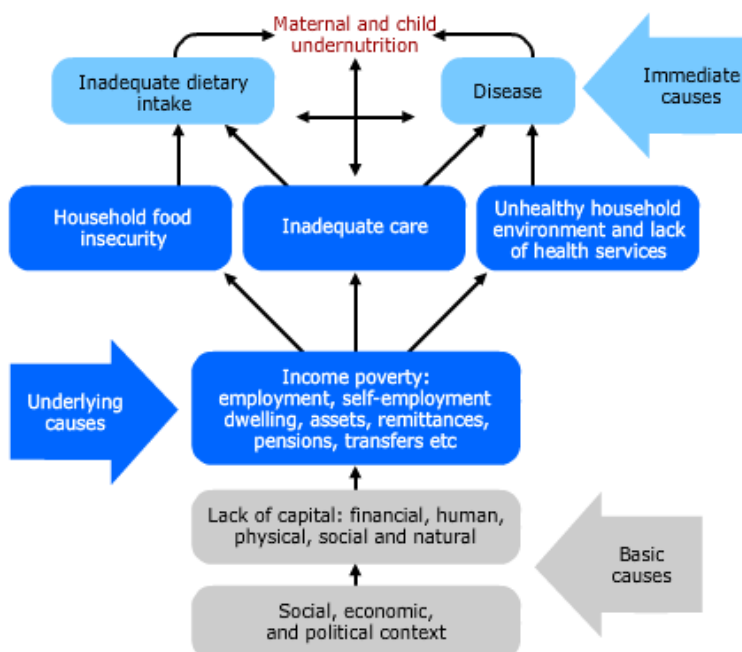 Maternal and child
undernutrition
Inadequate dietary
intake
Disease
Immediate
causes
Household food
insecurity
Inadequate care
Unhealthy household
environment and lack
of health services
Underlying
causes
Income poverty:
employment, self-employment
dwelling, assets, remittances,
pensions, transfers etc
Lack of capital: financial, human,
physical, social and natural
Basic
causes
Social, economic,
and political context